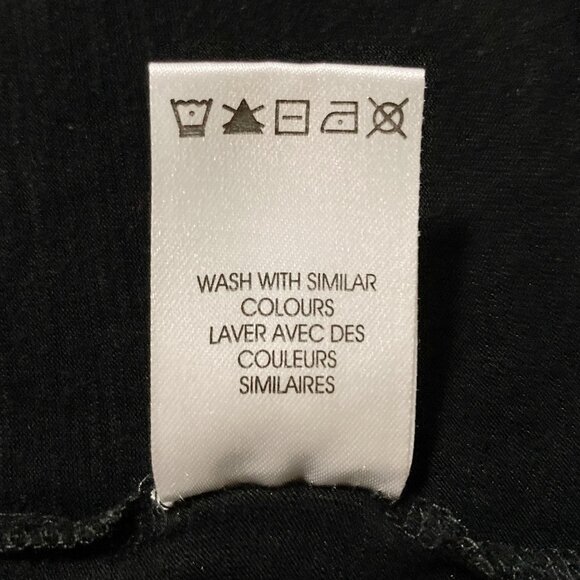 WASH WITH SIMILAR
COLOURS
LAVER AVEC DES
COULEURS
SIMILAIRES